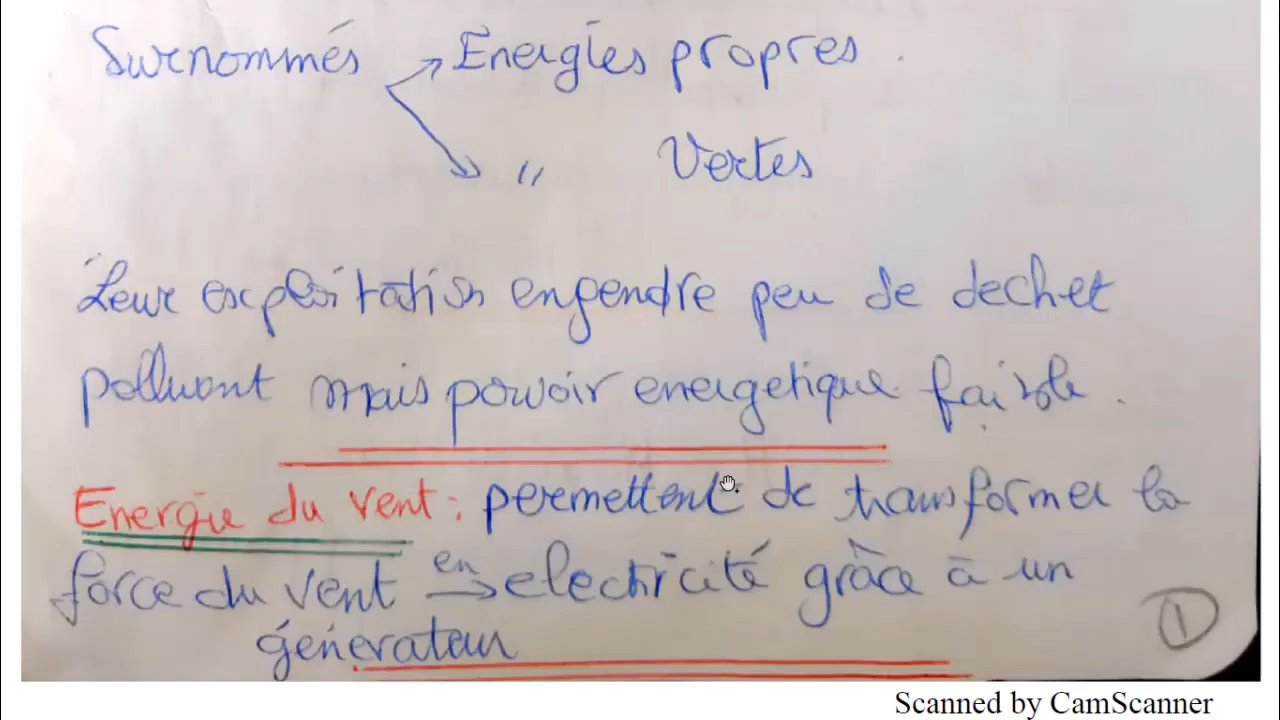 Surnommés → Energies propres.
→ " Vertes
Leur exploitation engendre peu de dechet
polluant mais pouvoir energetique faible.
Energie du vent : permettent de transformer la
force du vent en → electricité grâce à un
générateur
1
Scanned by CamScanner